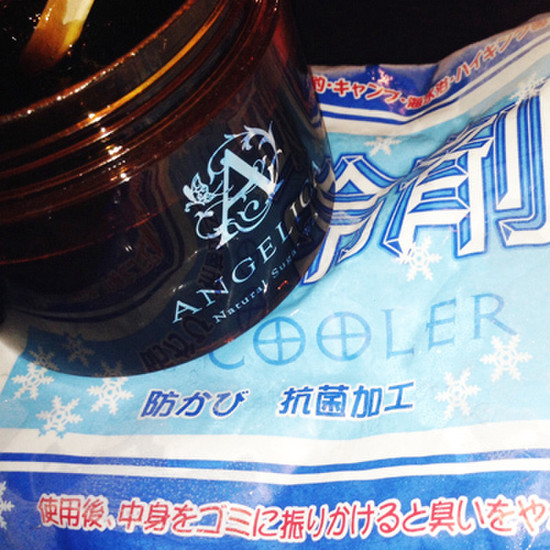 釣・キャンプ・海水浴・ハイキング
冷剤
A
ANGELICA
Natural Sugar
COOLER
防かび 抗菌加工
使用後、中身をゴミに振りかけると臭いをや